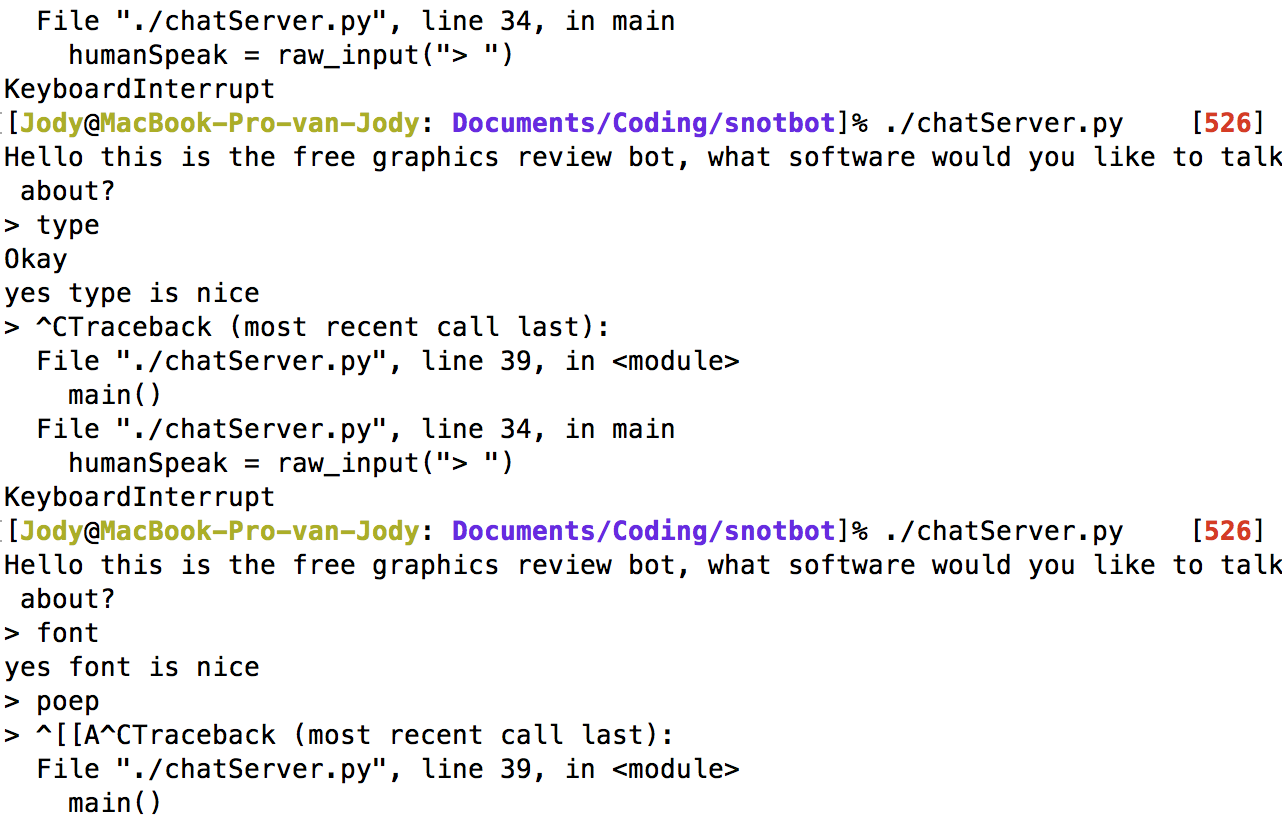 File "./chatServer.py", line 34, in main
    humanSpeak = raw_input("> ")
KeyboardInterrupt
[Jody@MacBook-Pro-van-Jody: Documents/Coding/snotbot]% ./chatServer.py    [526]
Hello this is the free graphics review bot, what software would you like to talk
 about?
> type
Okay
yes type is nice
> ^CTraceback (most recent call last):
  File "./chatServer.py", line 39, in <module>
    main()
  File "./chatServer.py", line 34, in main
    humanSpeak = raw_input("> ")
KeyboardInterrupt
[Jody@MacBook-Pro-van-Jody: Documents/Coding/snotbot]% ./chatServer.py    [526]
Hello this is the free graphics review bot, what software would you like to talk
 about?
> font
yes font is nice
> poep
> ^[[A^CTraceback (most recent call last):
  File "./chatServer.py", line 39, in <module>
    main()